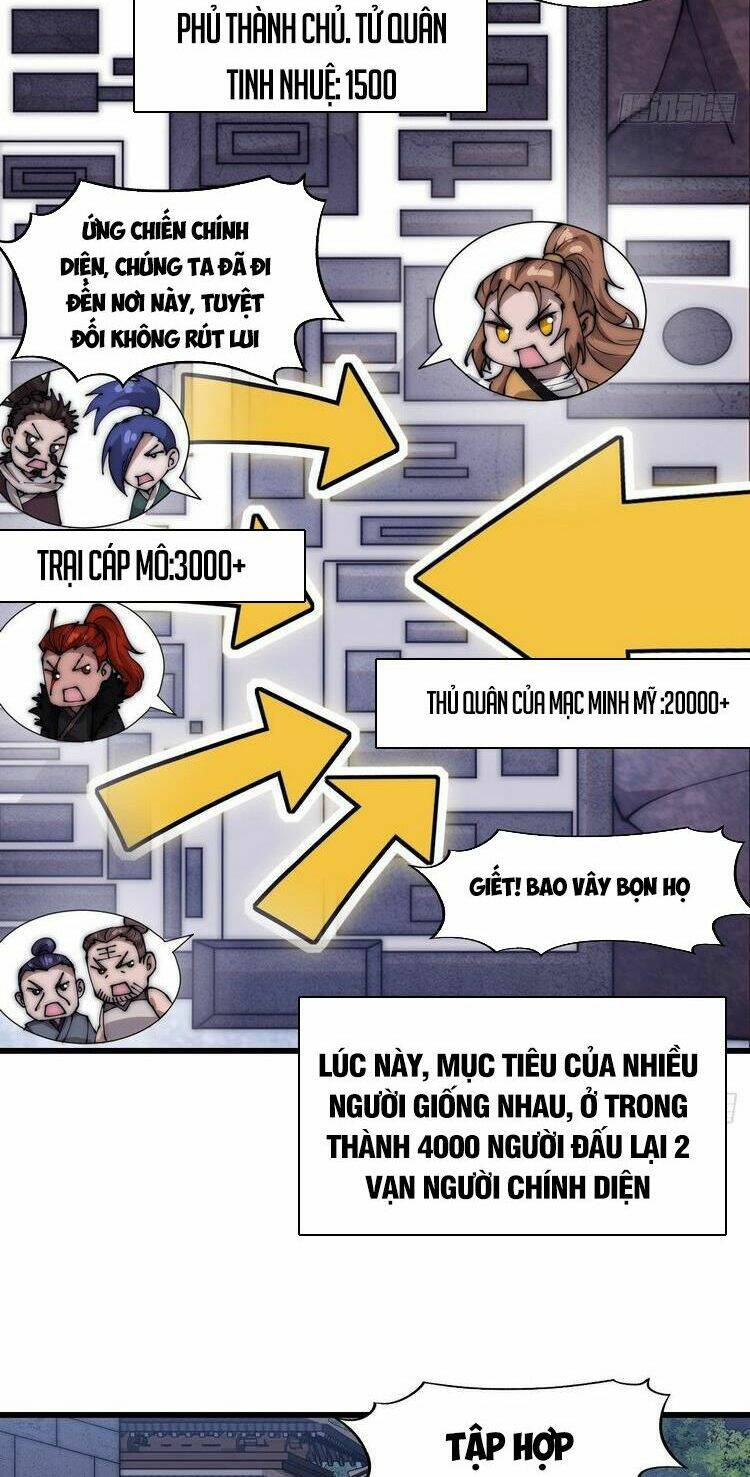 PHỦ THÀNH CHỦ. TỬ QUÂN
TINH NHUỆ: 1500
ỨNG CHIẾN CHÍNH
DIỆN, CHÚNG TA ĐÃ ĐI
ĐẾN NƠI NÀY, TUYỆT
ĐỐI KHÔNG RÚT LUI
TRẠI CÁP MÔ:3000+
THỦ QUÂN CỦA MẠC MINH MỸ :20000+
GIẾT! BAO VÂY BỌN HỌ
LÚC NÀY, MỤC TIÊU CỦA NHIỀU
NGƯỜI GIỐNG NHAU, Ở TRONG
THÀNH 4000 NGƯỜI ĐẤU LẠI 2
VẠN NGƯỜI CHÍNH DIỆN
TẬP HỢP